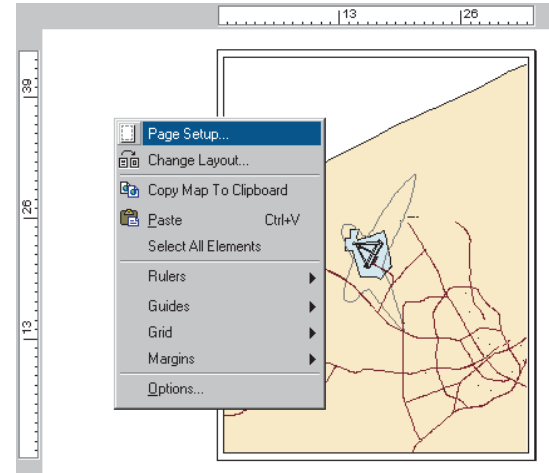 13 26
39
Page Setup...
Change Layout...
Copy Map To Clipboard
26
Paste Ctrl+V
Select All Elements
Rulers
Guides
13
Grid
Margins
Options...